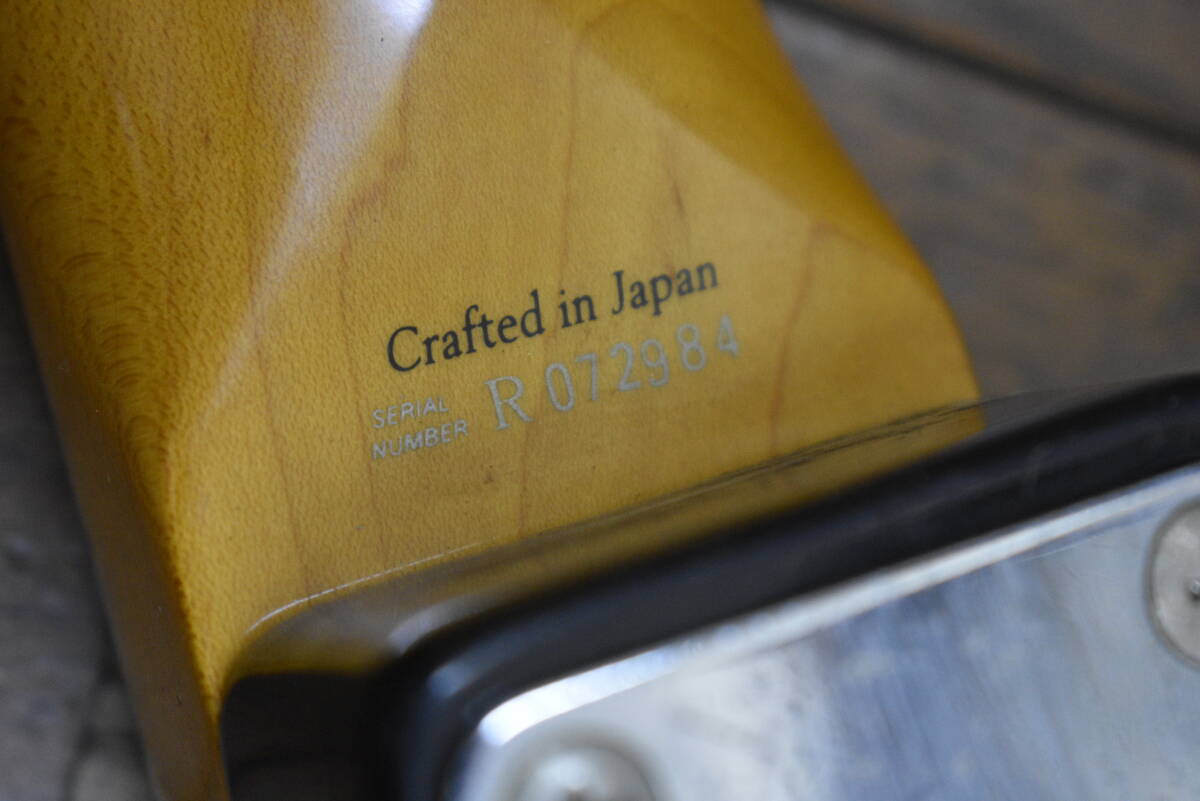 Crafted in Japan
SERIAL
NUMBER R072984